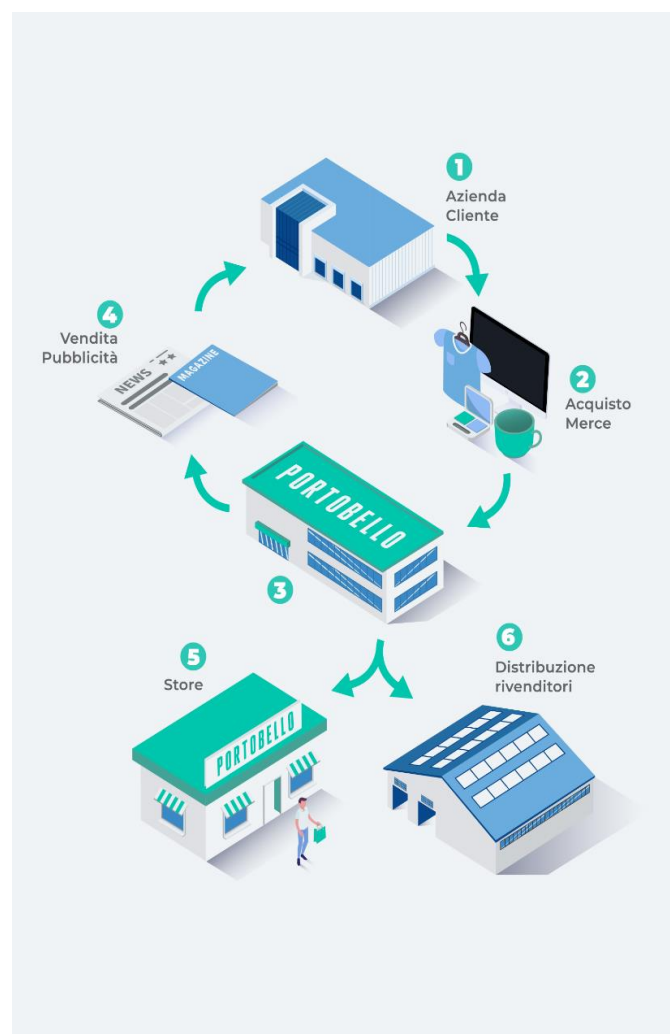 1
Azienda
Cliente
2
Acquisto
Merce
PORTOBELLO
3
4
Vendita
Pubblicità
NEWS
MAGAZINE
5
Store
PORTOBELLO
6
Distribuzione
rivenditori